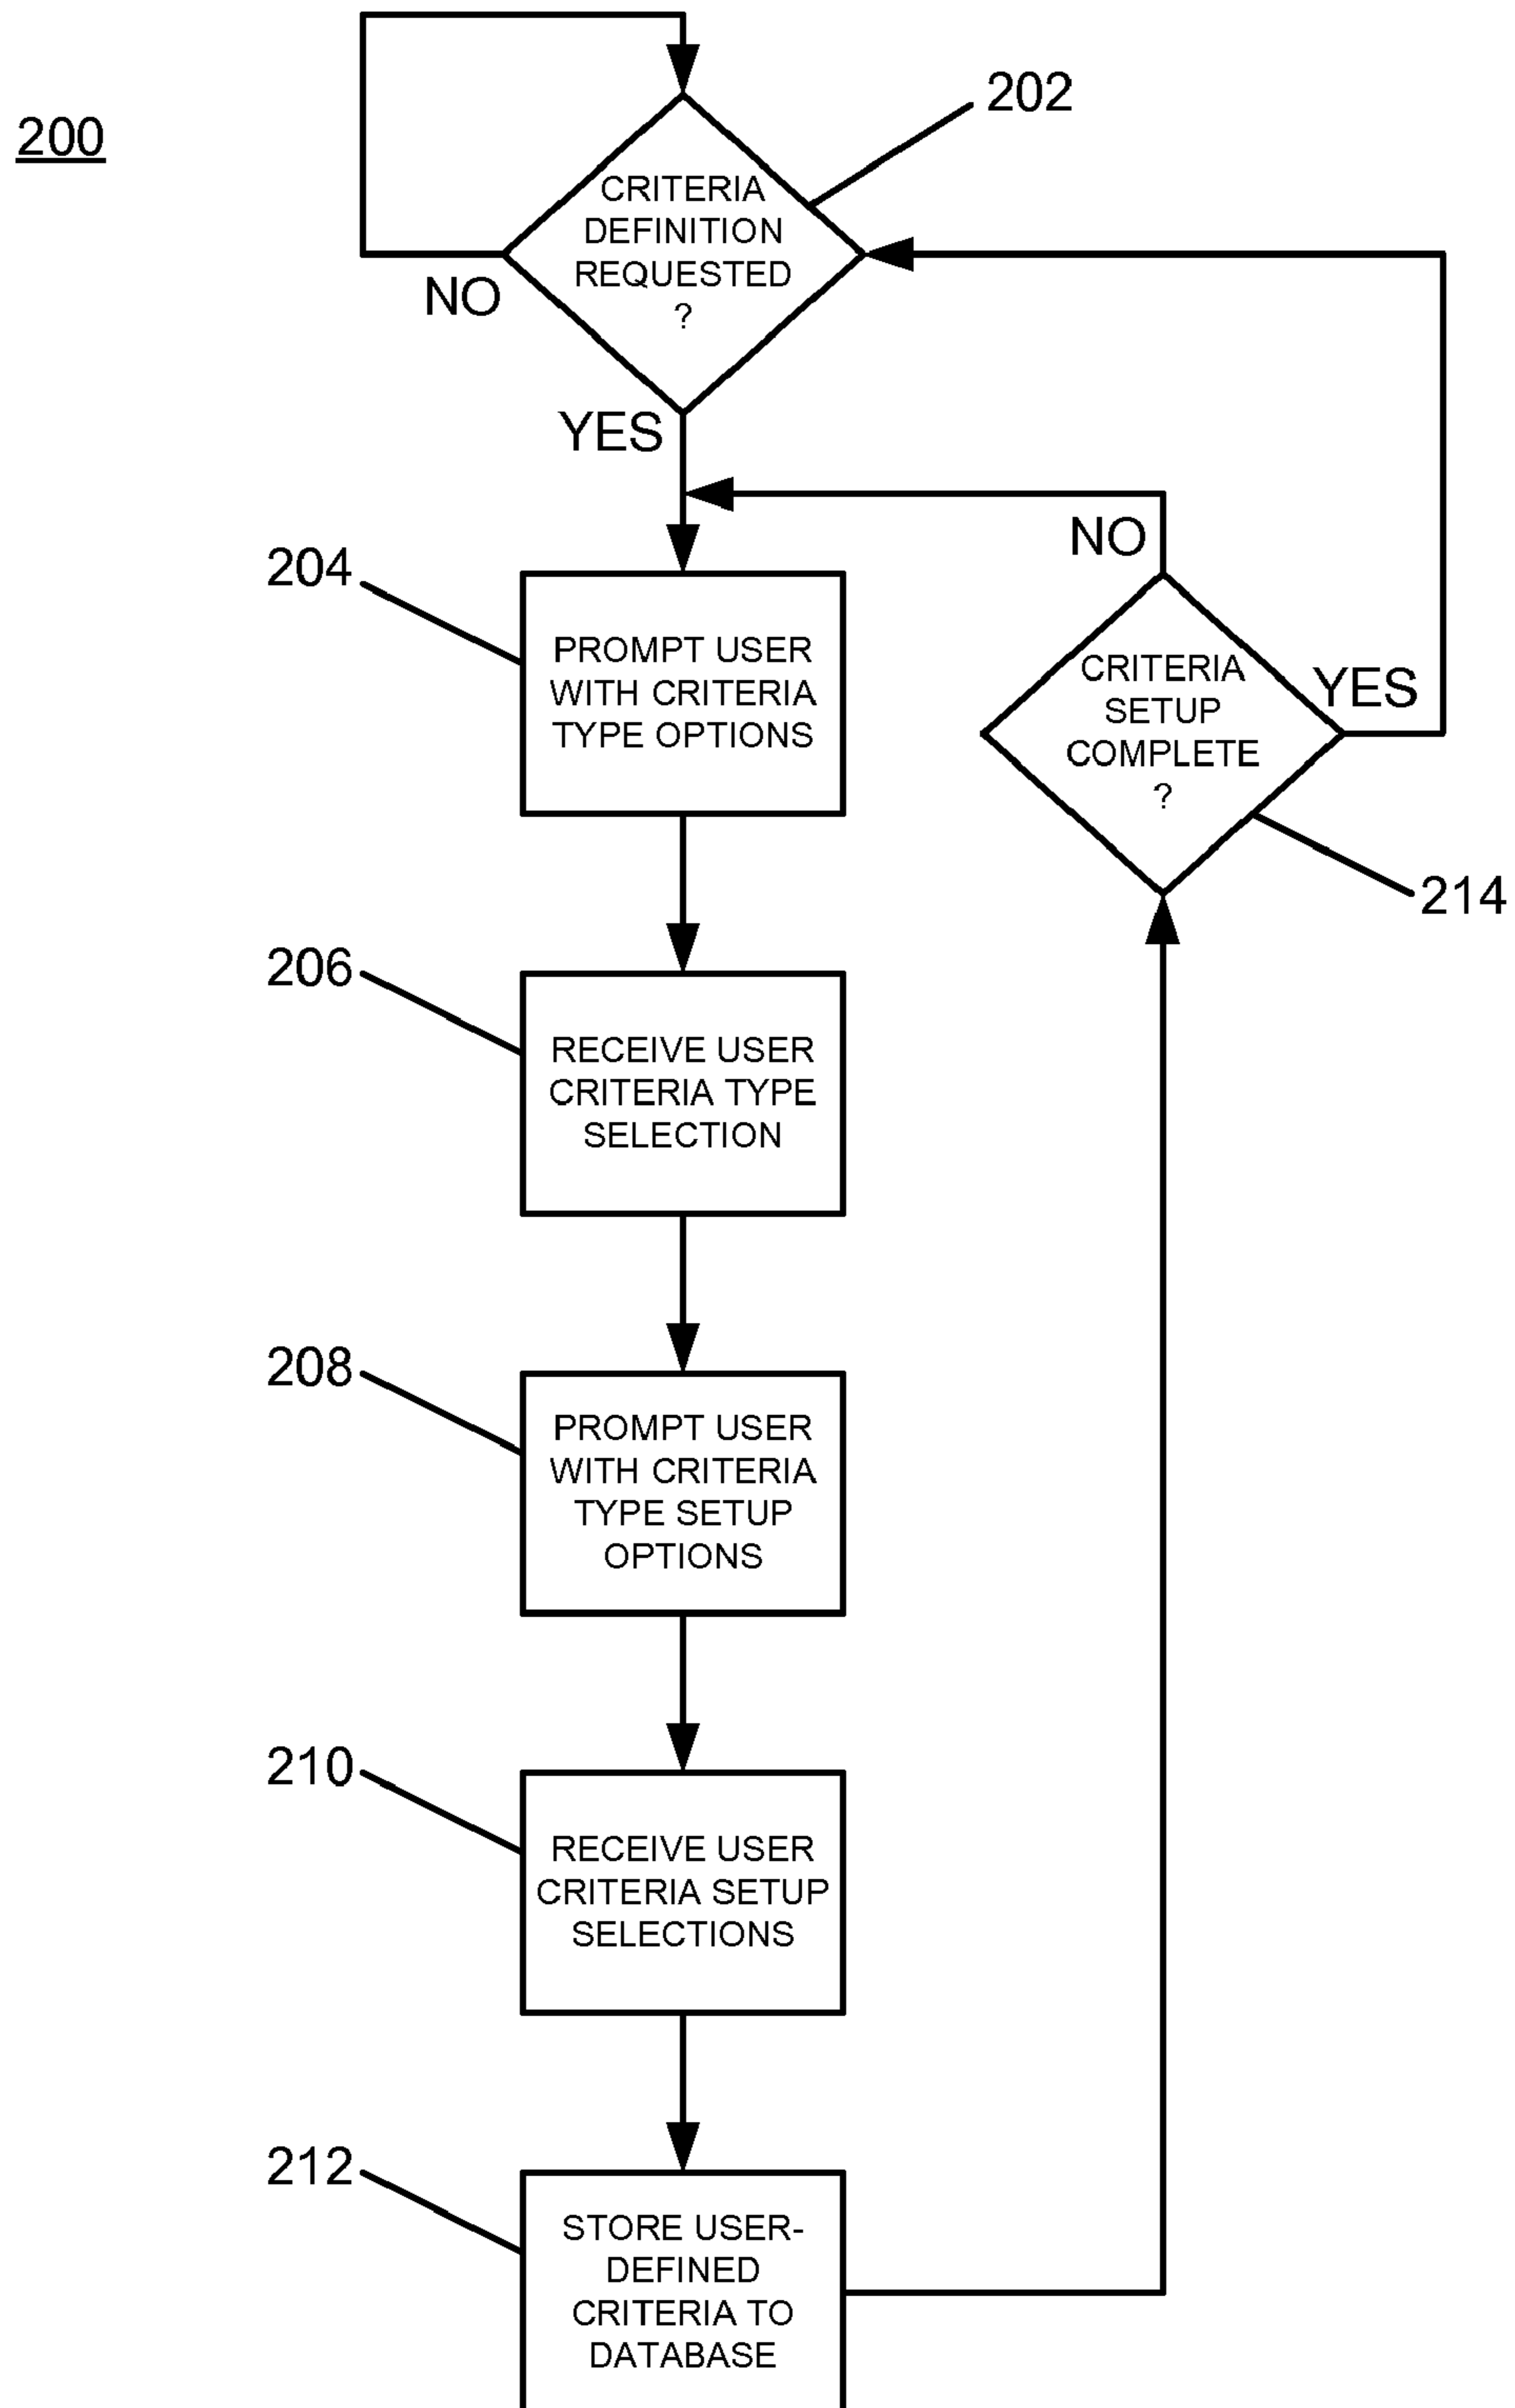 200
202
CRITERIA
DEFINITION
REQUESTED
?
NO
YES
204
PROMPT USER
WITH CRITERIA
TYPE OPTIONS
NO
CRITERIA
SETUP
COMPLETE
?
YES
214
206
RECEIVE USER
CRITERIA TYPE
SELECTION
208
PROMPT USER
WITH CRITERIA
TYPE SETUP
OPTIONS
210
RECEIVE USER
CRITERIA SETUP
SELECTIONS
212
STORE USER-
DEFINED
CRITERIA TO
DATABASE